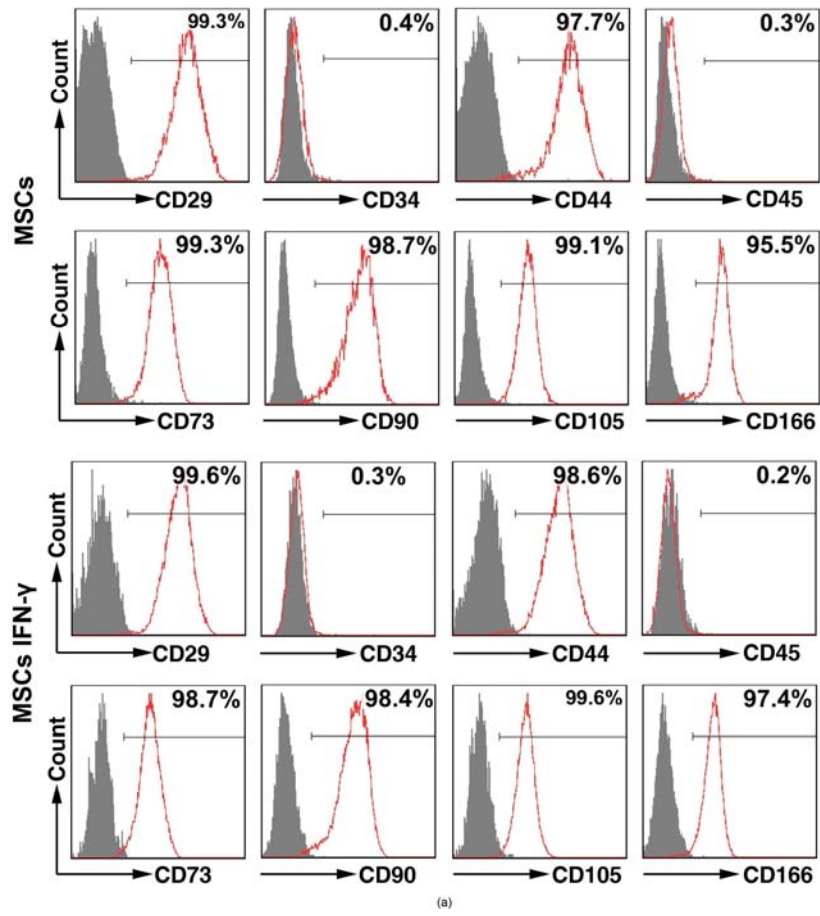 99.3% 0.4% 97.7% 0.3%
Count
CD29 CD34 CD44 CD45
MSCs
99.3% 98.7% 99.1% 95.5%
Count
CD73 CD90 CD105 CD166
99.6% 0.3% 98.6% 0.2%
Count
CD29 CD34 CD44 CD45
MSCs IFN-γ
98.7% 98.4% 99.6% 97.4%
Count
CD73 CD90 CD105 CD166
(a)